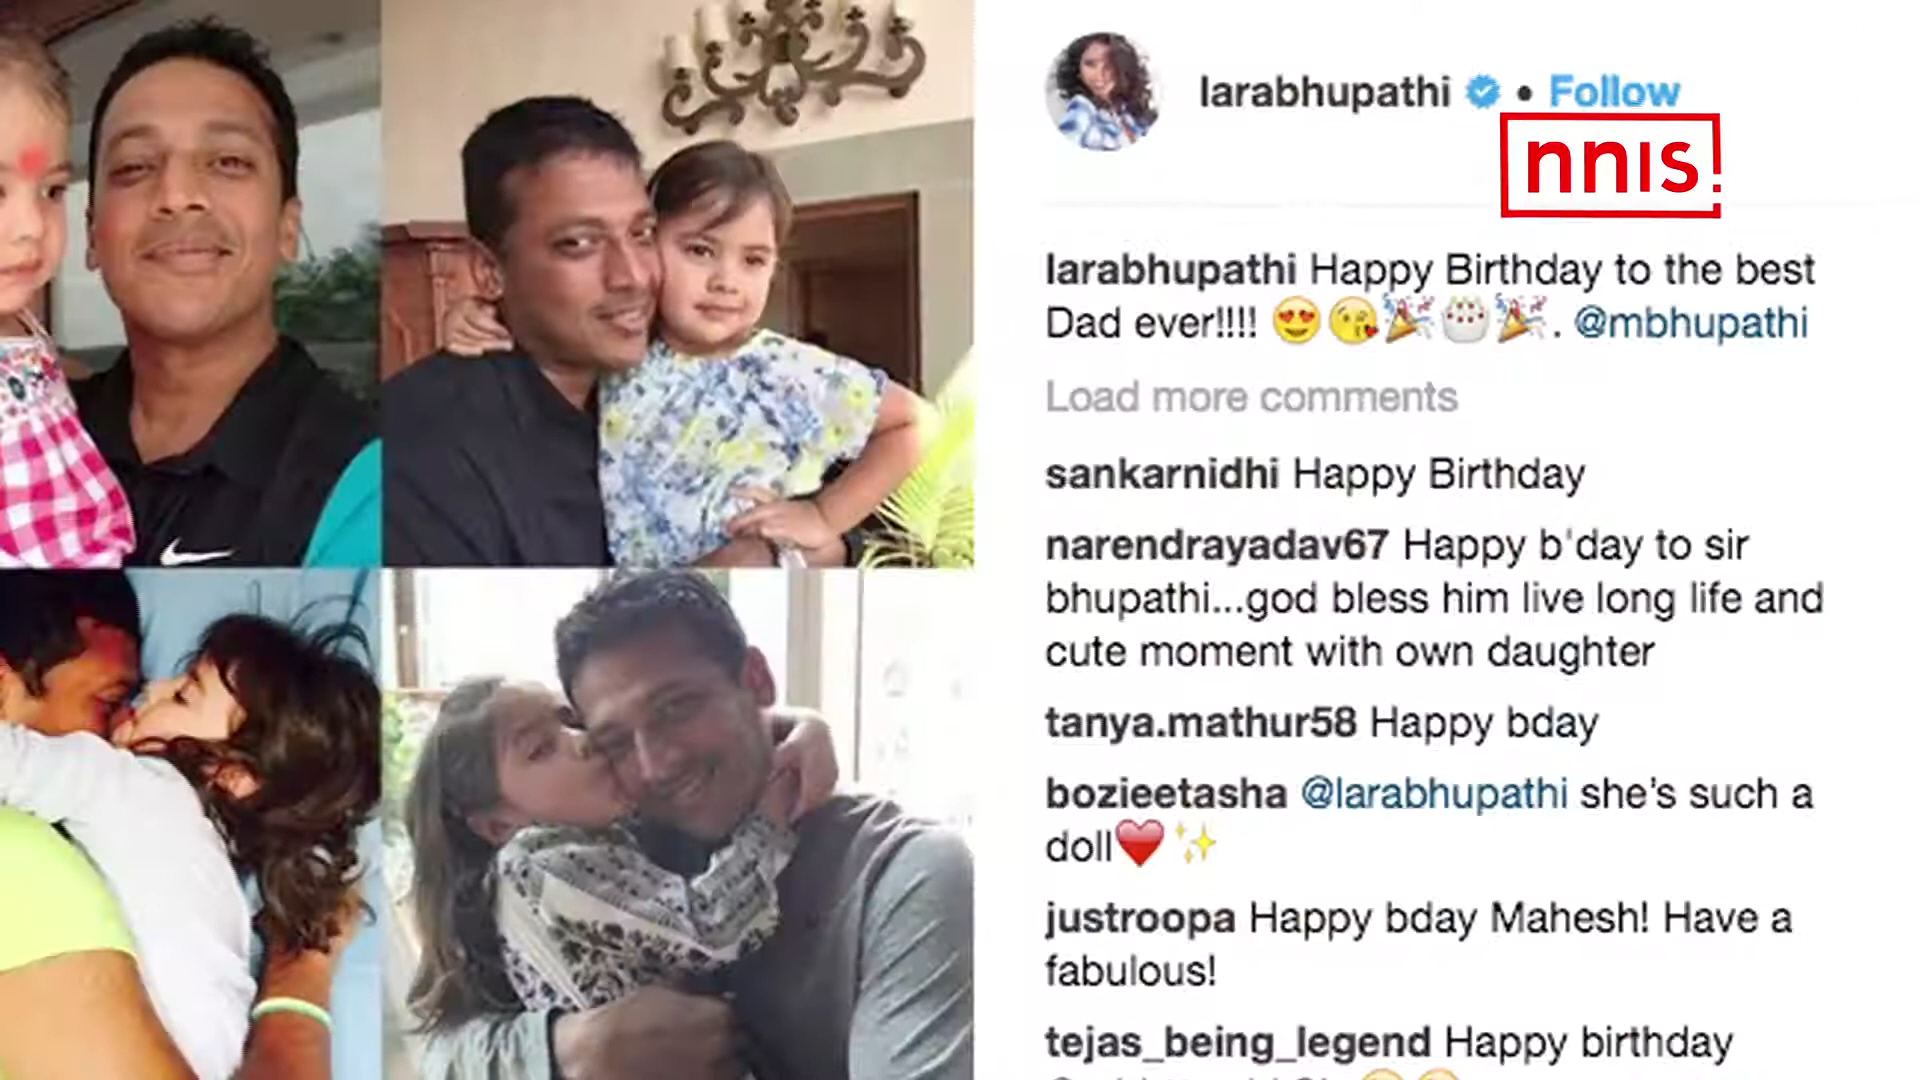 larabhupathi • Follow
nnis!
larabhupathi Happy Birthday to the best
Dad ever!!!! 😍😘🎉🎂🎉. @mbhupathi
Load more comments
sankarnidhi Happy Birthday
narendrayadav67 Happy b'day to sir
bhupathi...god bless him live long life and
cute moment with own daughter
tanya.mathur58 Happy bday
bozieetasha @larabhupathi she's such a
doll❤️✨
justroopa Happy bday Mahesh! Have a
fabulous!
tejas_being_legend Happy birthday